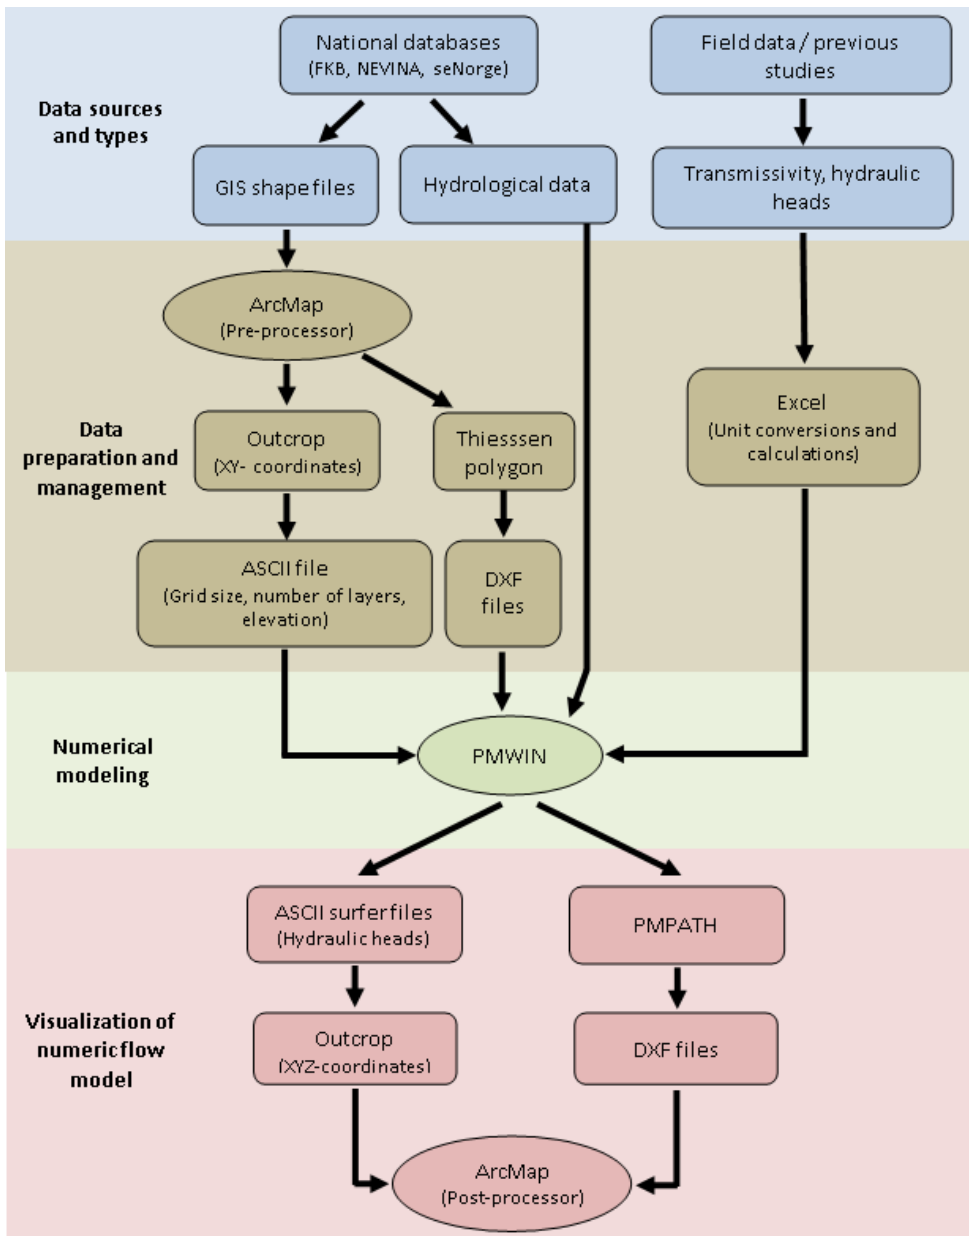 National databases
(FKB, NEVINA, seNorge)
Field data / previous
studies
Data sources
and types
GIS shape files
Hydrological data
Transmissivity, hydraulic
heads
ArcMap
(Pre-processor)
Data
preparation and
management
Outcrop
(XY- coordinates)
Thiesssen
polygon
Excel
(Unit conversions and
calculations)
ASCII file
(Grid size, number of layers,
elevation)
DXF
files
Numerical
modeling
PMWIN
ASCII surfer files
(Hydraulic heads)
PMPATH
Visualization of
numeric flow
model
Outcrop
(XYZ-coordinates)
DXF files
ArcMap
(Post-processor)